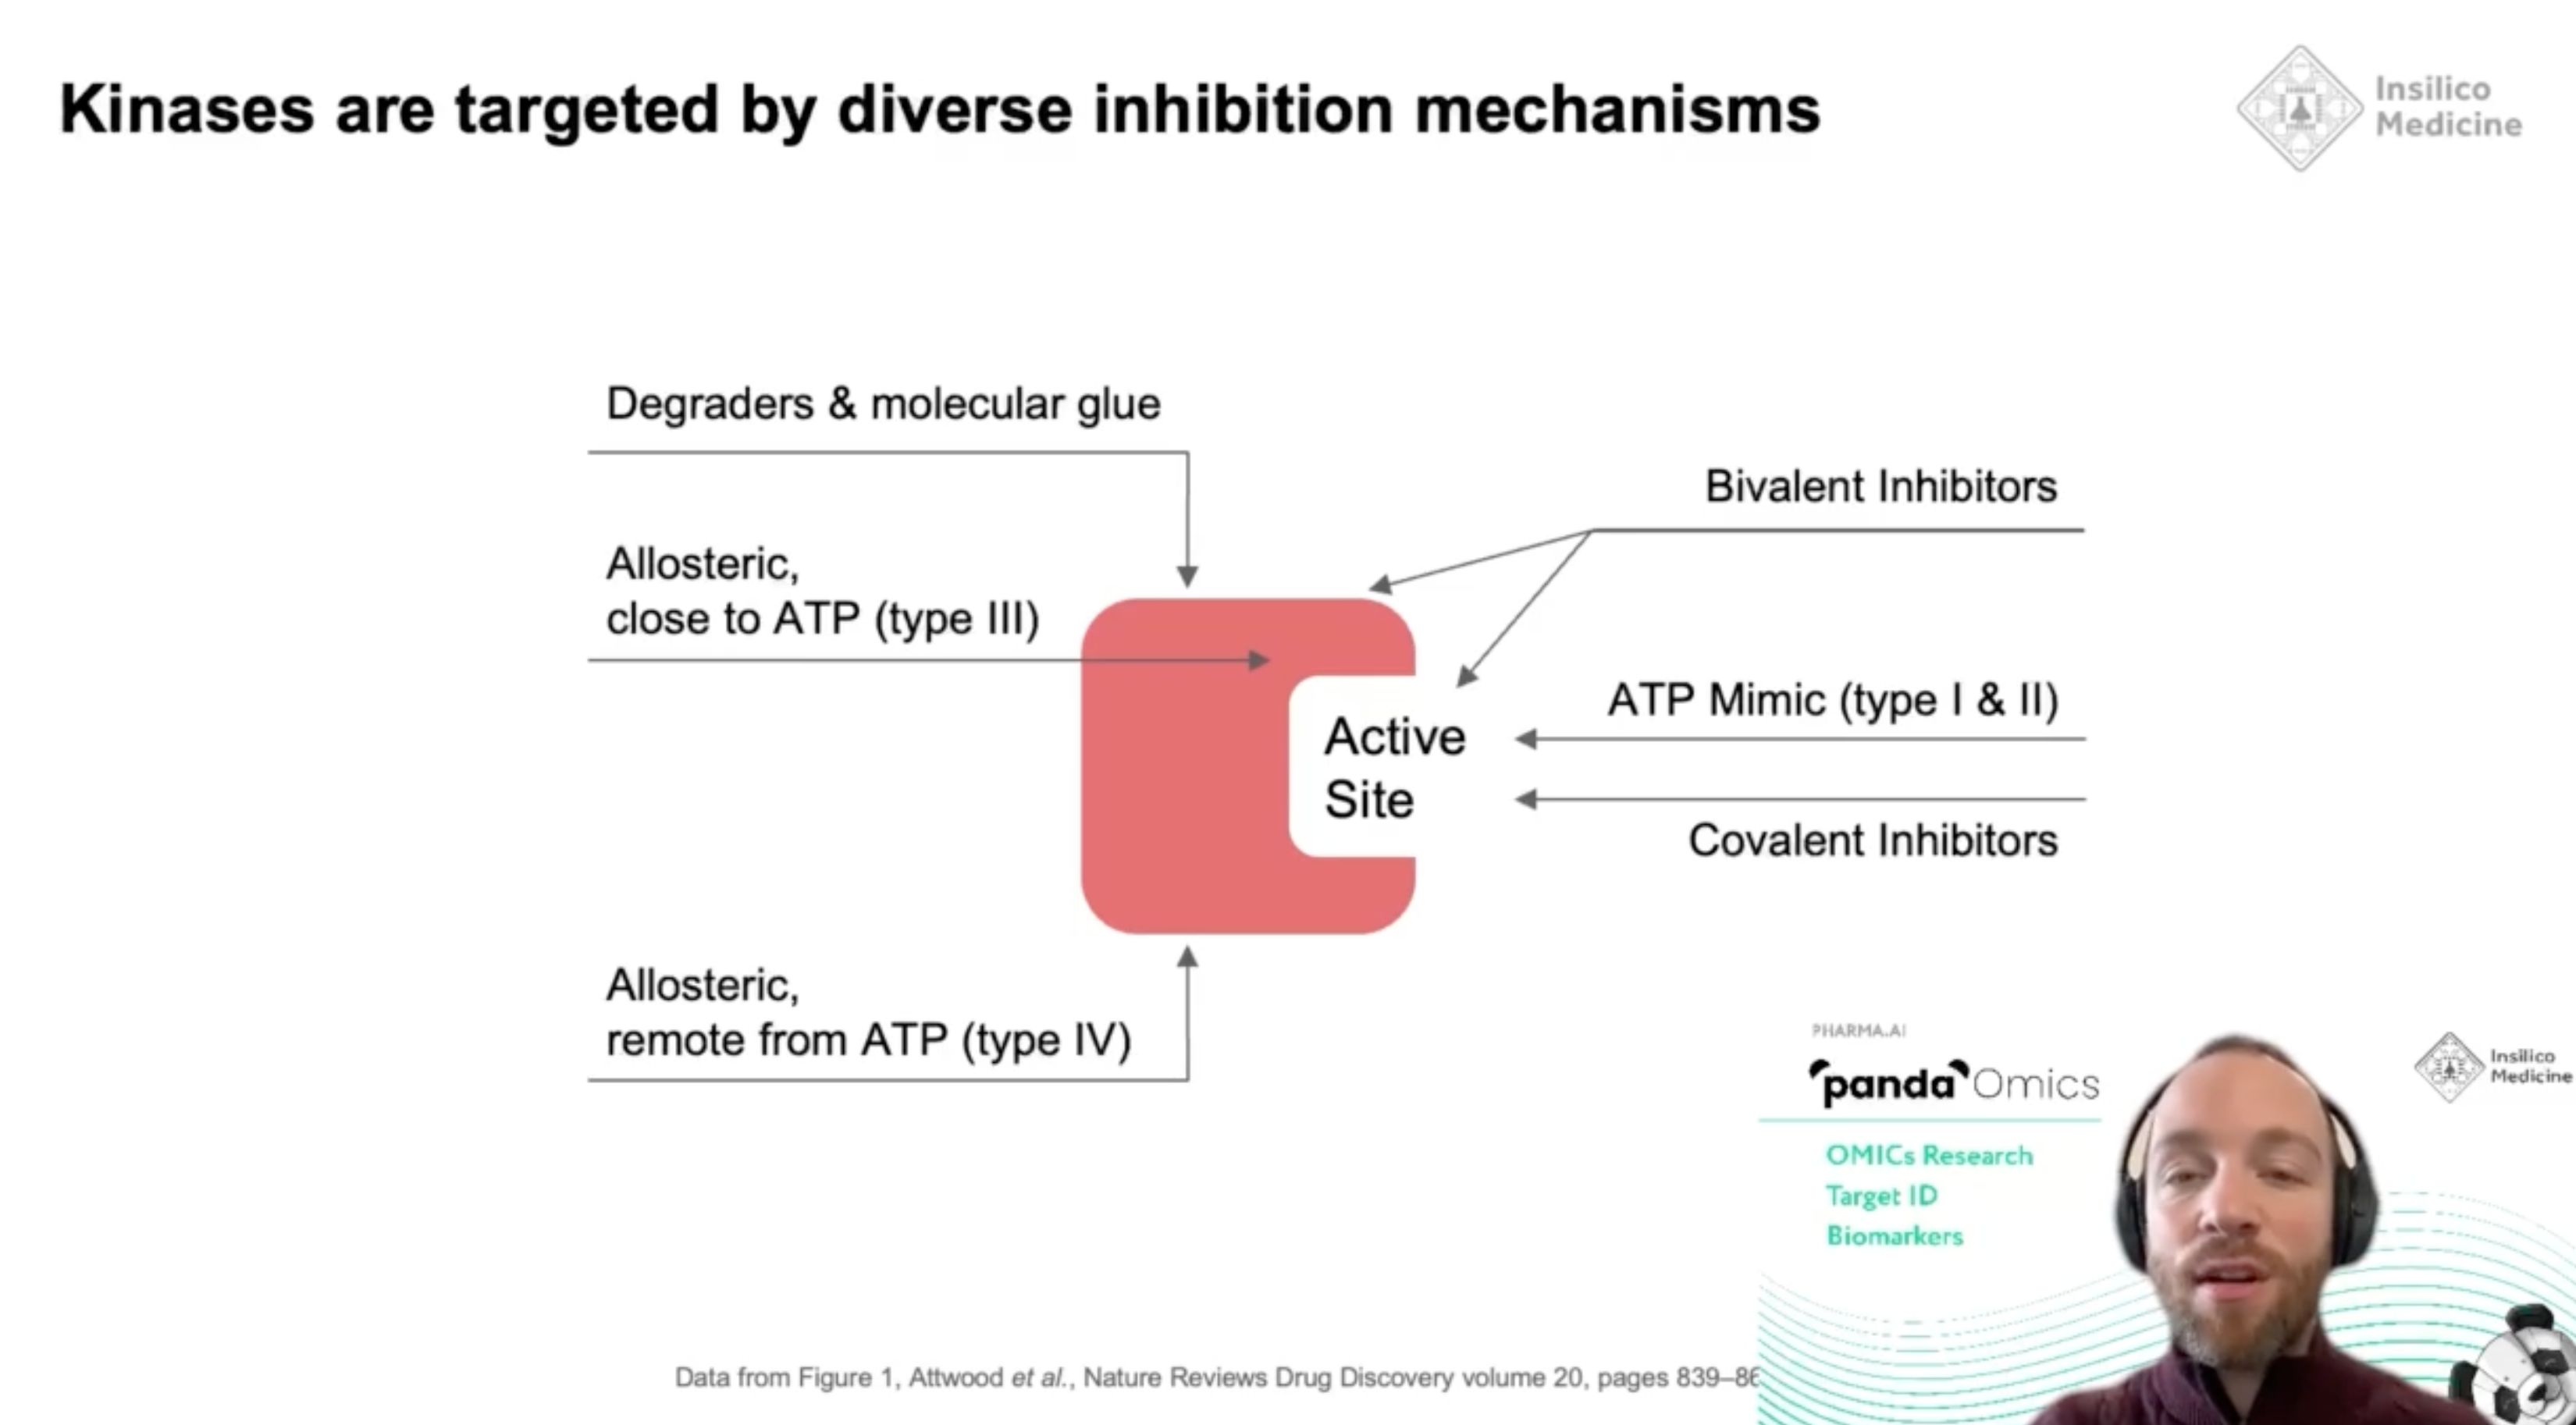 Kinases are targeted by diverse inhibition mechanisms
Insilico
Medicine
Degraders & molecular glue
Allosteric,
close to ATP (type III)
Allosteric,
remote from ATP (type IV)
Bivalent Inhibitors
ATP Mimic (type I & II)
Covalent Inhibitors
Active
Site
Data from Figure 1, Attwood et al., Nature Reviews Drug Discovery volume 20, pages 839–86
PHARMA.AI
panda Omics
OMICs Research
Target ID
Biomarkers
Insilico
Medicine